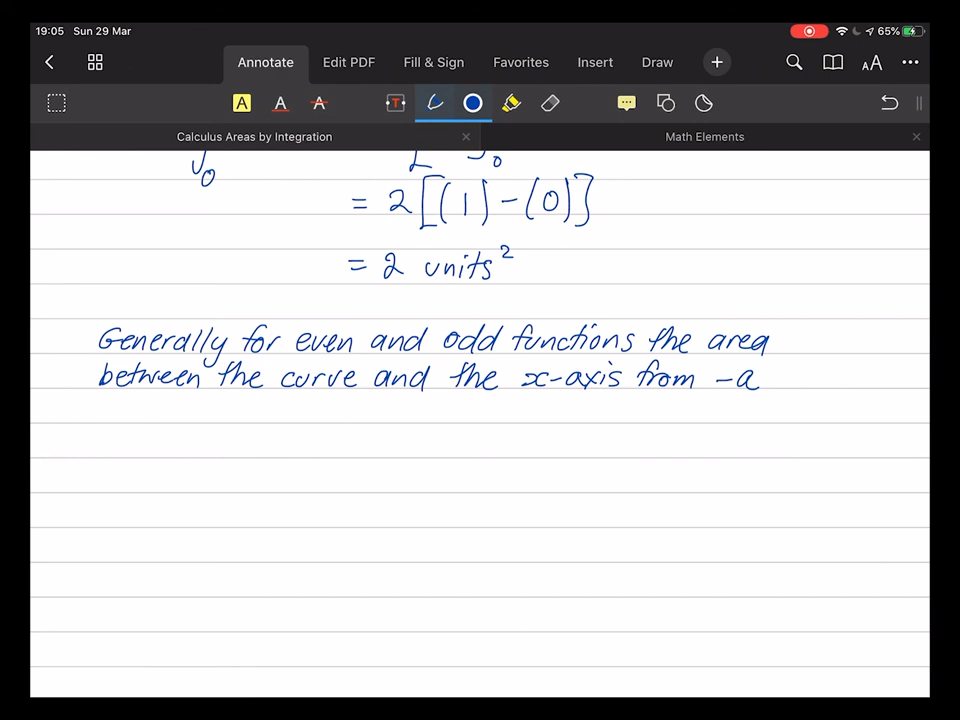 19:05 Sun 29 Mar 65%
Annotate Edit PDF Fill & Sign Favorites Insert Draw
Calculus Areas by Integration Math Elements
= 2[(1) - (0)]
= 2 units²
Generally for even and odd functions the area
between the curve and the x-axis from -a